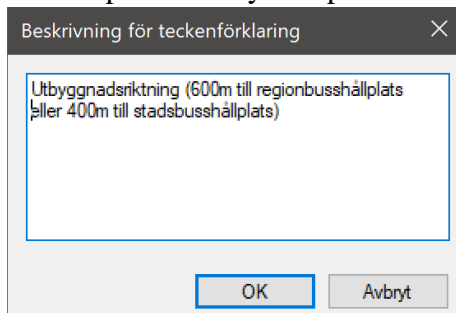 Beskrivning för teckenförklaring
Utbyggnadsriktning (600m till regionbusshållplats
eller 400m till stadsbusshållplats)
OK
Avbryt